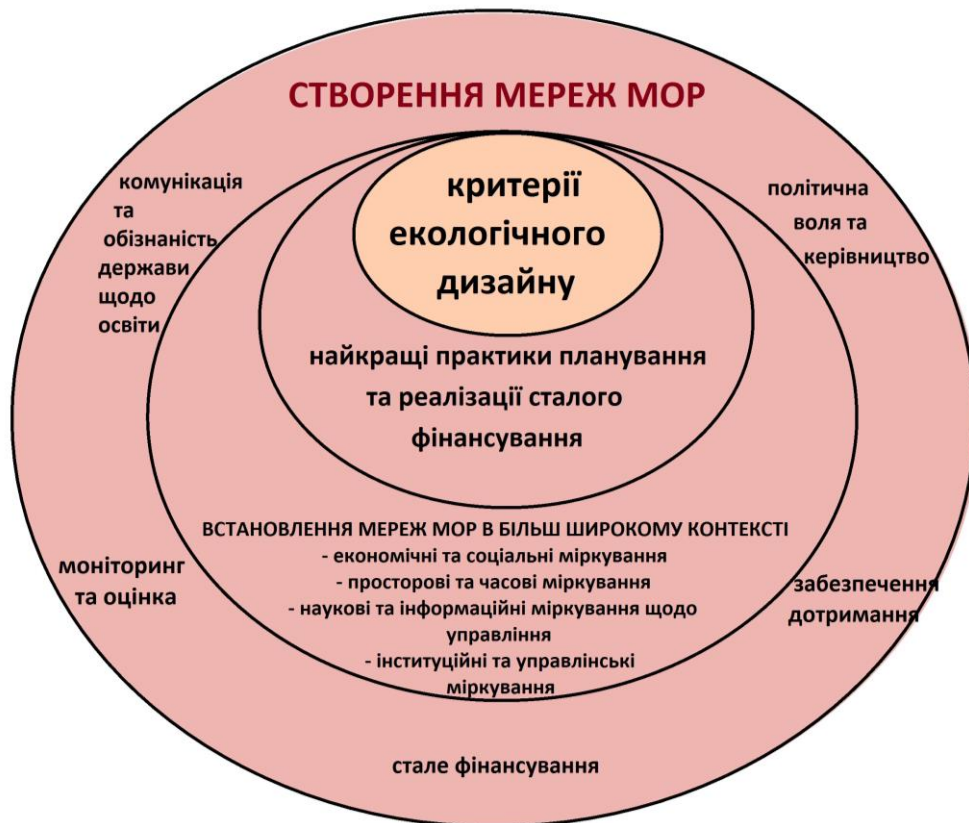 СТВОРЕННЯ МЕРЕЖ МОР
комунікація
та
обізнаність
держави
щодо
освіти
політична
воля та
керівництво
критерії
екологічного
дизайну
найкращі практики планування
та реалізації сталого
фінансування
ВСТАНОВЛЕННЯ МЕРЕЖ МОР В БІЛЬШ ШИРОКОМУ КОНТЕКСТІ
- економічні та соціальні міркування
- просторові та часові міркування
- наукові та інформаційні міркування щодо
управління
- інституційні та управлінські
міркування
моніторинг
та оцінка
забезпечення
дотримання
стале фінансування